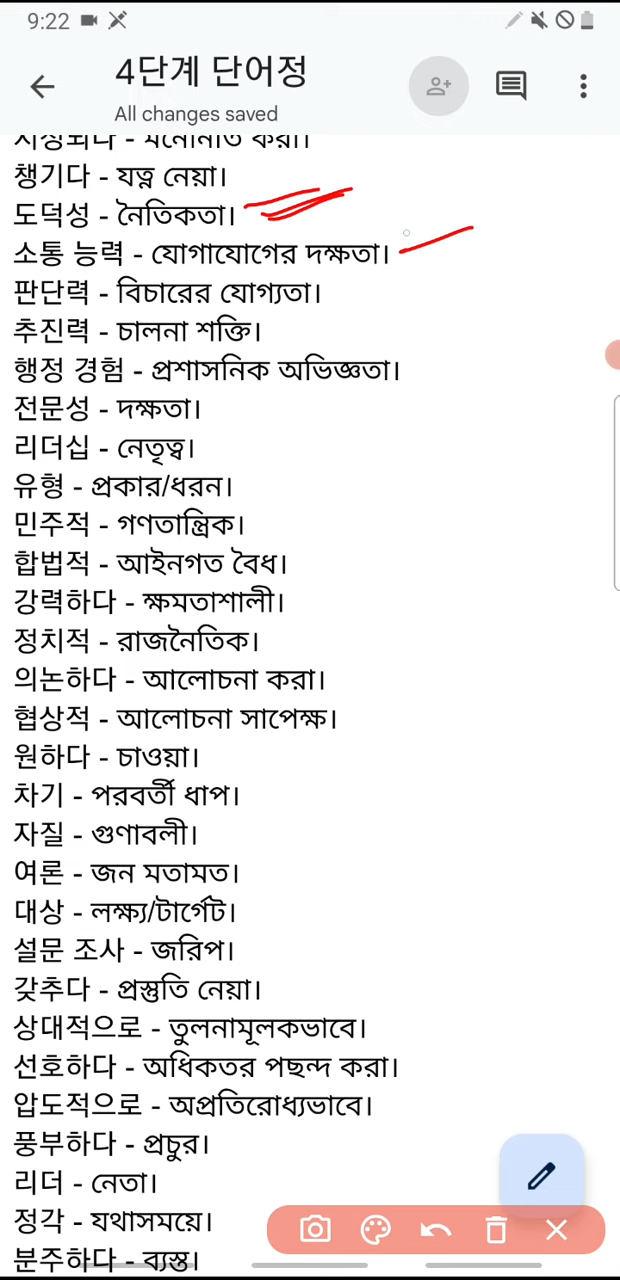 9:22
4단계 단어정
All changes saved
지칭되다 - মনোনীত করা।
챙기다 - যত্ন নেয়া।
도덕성 - নৈতিকতা।
소통 능력 - যোগাযোগের দক্ষতা।
판단력 - বিচারের যোগ্যতা।
추진력 - চালনা শক্তি।
행정 경험 - প্রশাসনিক অভিজ্ঞতা।
전문성 - দক্ষতা।
리더십 - নেতৃত্ব।
유형 - প্রকার/ধরন।
민주적 - গণতান্ত্রিক।
합법적 - আইনগত বৈধ।
강력하다 - ক্ষমতাশালী।
정치적 - রাজনৈতিক।
의논하다 - আলোচনা করা।
협상적 - আলোচনা সাপেক্ষ।
원하다 - চাওয়া।
차기 - পরবর্তী ধাপ।
자질 - গুণাবলী।
여론 - জন মতামত।
대상 - লক্ষ্য/টার্গেট।
설문 조사 - জরিপ।
갖추다 - প্রস্তুতি নেয়া।
상대적으로 - তুলনামূলকভাবে।
선호하다 - অধিকতর পছন্দ করা।
압도적으로 - অপ্রতিরোধ্যভাবে।
풍부하다 - প্রচুর।
리더 - নেতা।
정각 - যথাসময়ে।
분주하다 - ব্যস্ত।